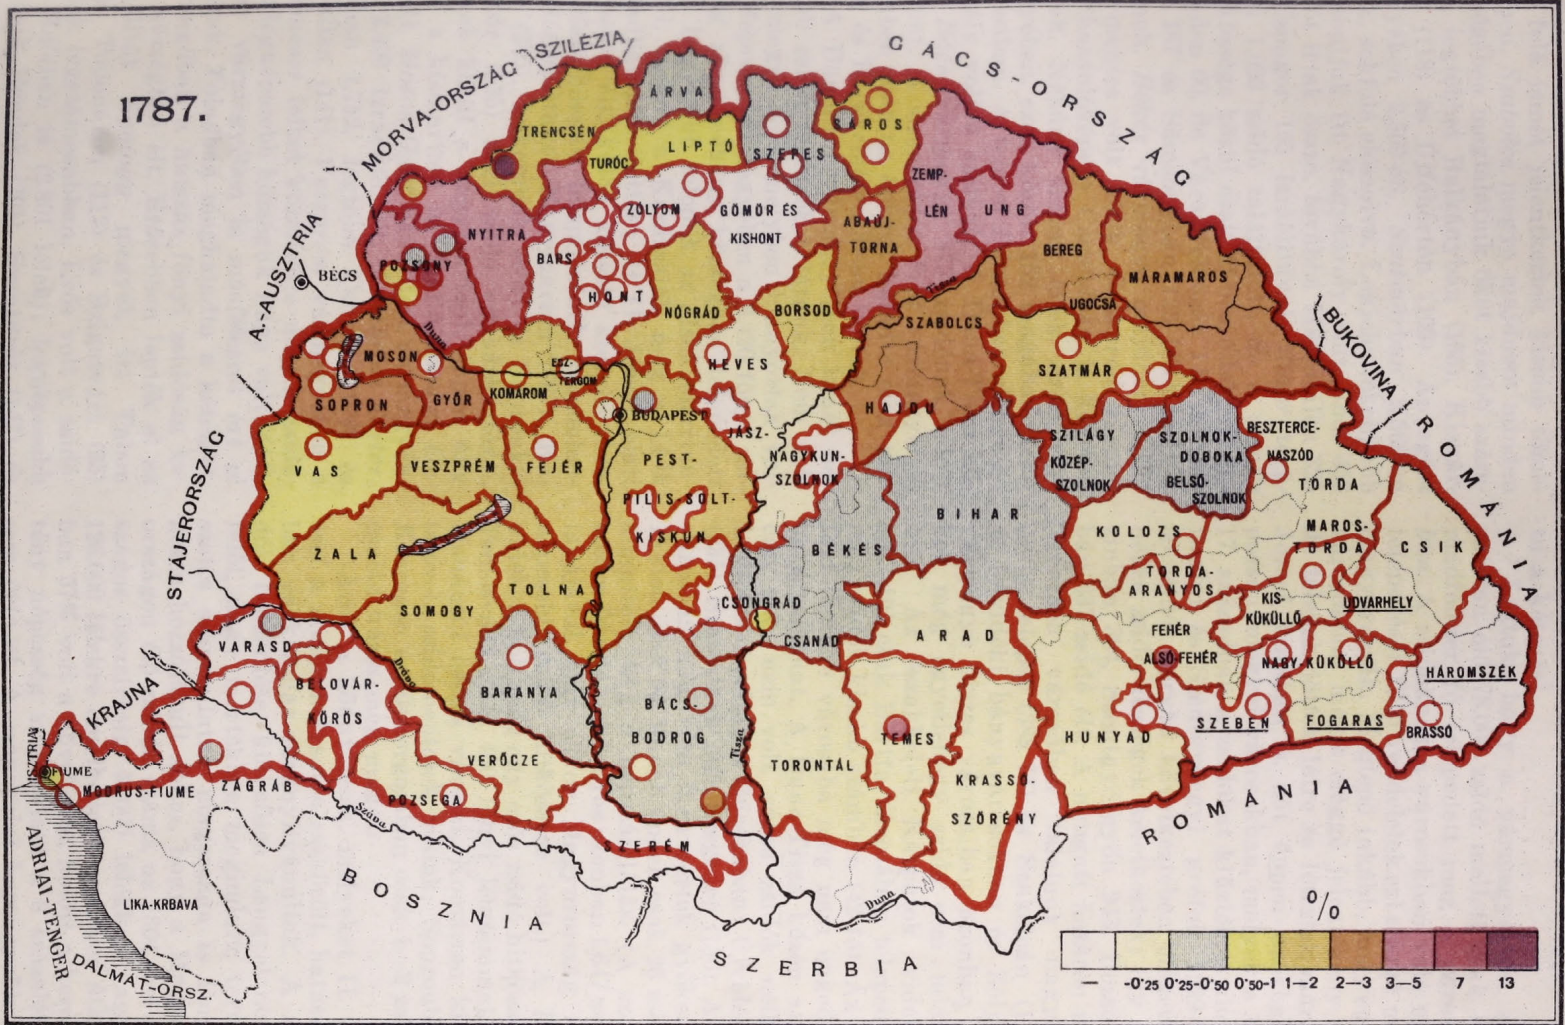 1787.
SZILÉZIA
MORVA-ORSZÁG
GÁCS-ORSZÁG
A.-AUSZTRIA
BÉCS
BUKOVINA
ROMÁNIA
STÁJERORSZÁG
KRAJNA
ISZTRIA
ADRIAI-TENGER
DALMÁT-ORSZ.
BOSZNIA
SZERBIA
ROMÁNIA
ÁRVA
TRENCSÉN
TURÓC
LIPTÓ
SZEPES
SÁROS
ZEMP-
LÉN
UNG
NYITRA
POZSONY
BARS
ZÓLYOM
HONT
GÖMÖR ÉS
KISHONT
ABAÚJ-
TORNA
BEREG
MÁRAMAROS
UGOCSA
NÓGRÁD
BORSOD
SZABOLCS
HEVES
SZATMÁR
MOSON
SOPRON
GYŐR
KOMÁROM
ESZ-
TERGOM
Duna
Tisza
BUDAPEST
HAJDU
JÁSZ-
NAGYKUN-
SZOLNOK
SZILÁGY
KÖZÉP-
SZOLNOK
SZOLNOK-
DOBOKA
BELSŐ-
SZOLNOK
BESZTERCE-
NASZÓD
TORDA
VAS
VESZPRÉM
FEJÉR
PEST-
PILIS-SOLT-
KISKUN
BIHAR
KOLOZS
MAROS-
TORDA
CSIK
ZALA
SOMOGY
TOLNA
BÉKÉS
CSONGRÁD
CSANÁD
ARAD
TORDA-
ARANYOS
KIS-
KÜKÜLLŐ
UDVARHELY
FEHÉR
ALSÓ-FEHÉR
NAGY-KÜKÜLLŐ
HÁROMSZÉK
VARASD
BELOVÁR-
KŐRÖS
Dráva
BARANYA
BÁCS-
BODROG
Tisza
TORONTÁL
TEMES
KRASSÓ-
SZÖRÉNY
HUNYAD
SZEBEN
FOGARAS
BRASSÓ
FIUME
MODRUS-FIUME
ZÁGRÁB
VERŐCZE
POZSEGA
Száva
SZERÉM
Duna
LIKA-KRBAVA
%
— -0·25 0·25-0·50 0·50-1 1—2 2—3 3—5 7 13